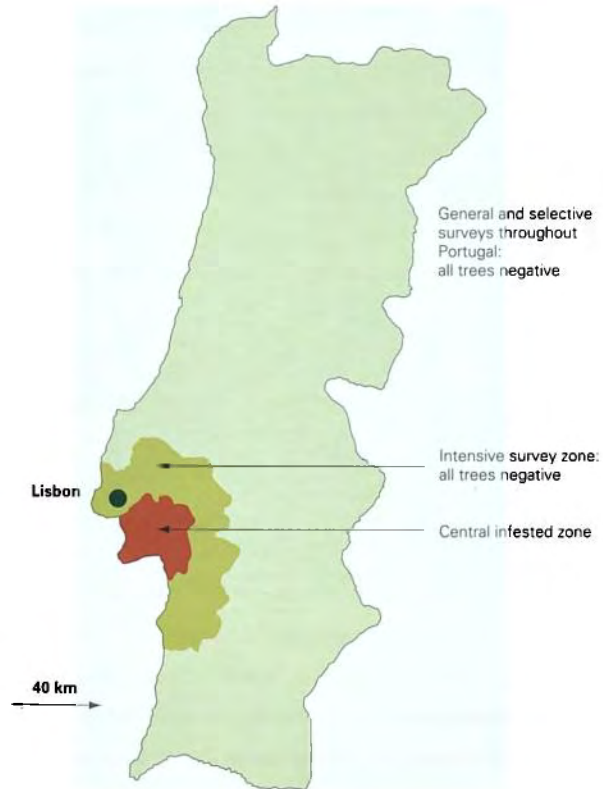 General and selective
surveys throughout
Portugal:
all trees negative
Intensive survey zone:
all trees negative
Lisbon
Central infested zone
40 km